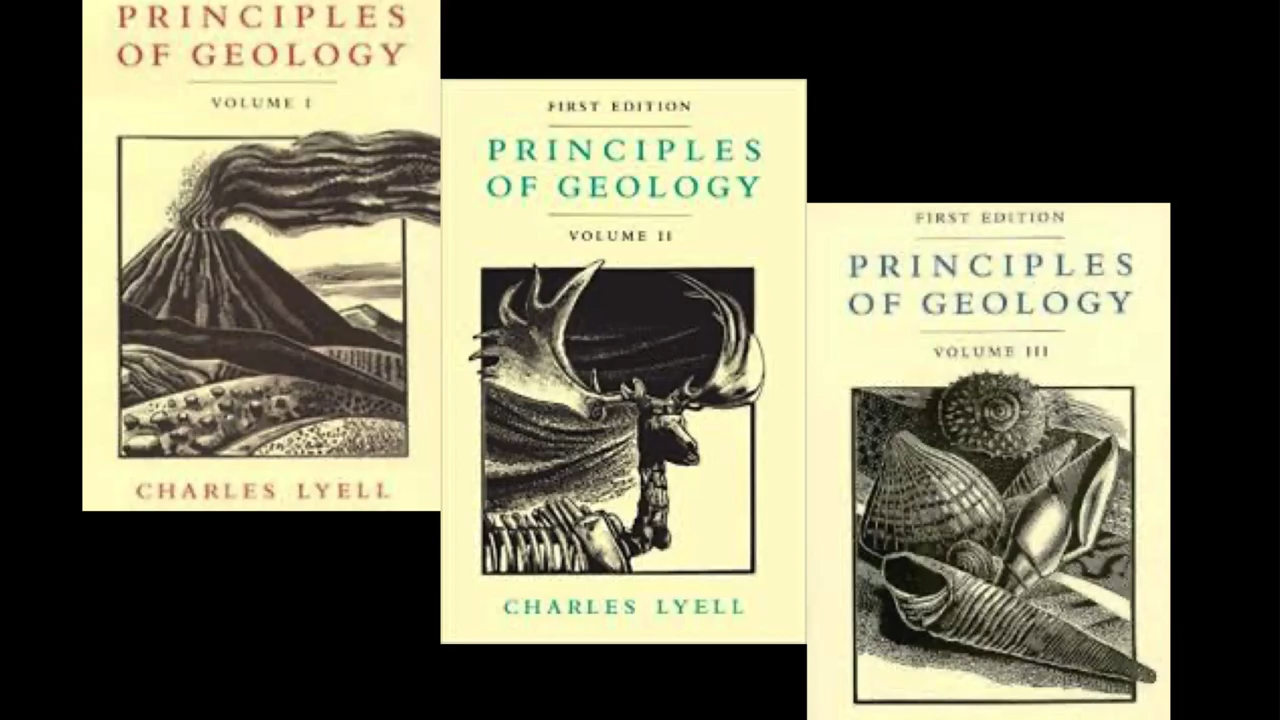 PRINCIPLES
OF GEOLOGY
VOLUME I
CHARLES LYELL
FIRST EDITION
PRINCIPLES
OF GEOLOGY
VOLUME II
CHARLES LYELL
FIRST EDITION
PRINCIPLES
OF GEOLOGY
VOLUME III